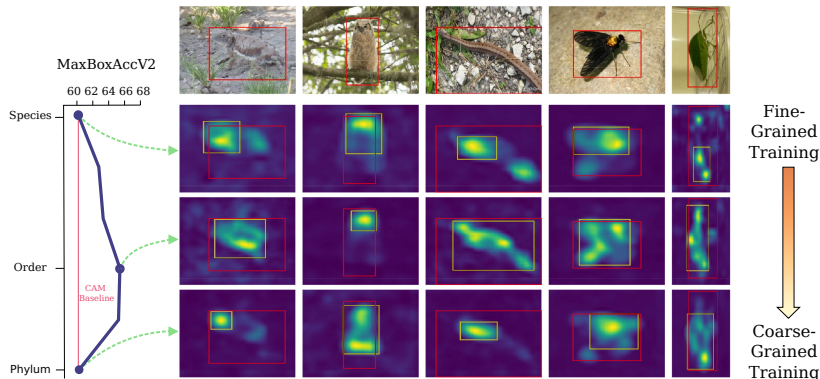 MaxBoxAccV2
60 62 64 66 68
Species
Order
CAM
Baseline
Phylum
Fine-
Grained
Training
Coarse-
Grained
Training